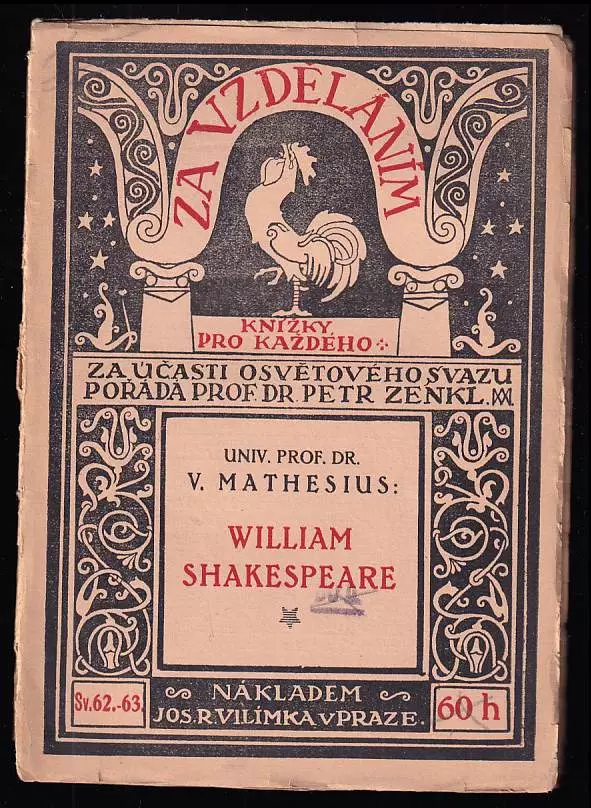 ZA VZDĚLÁNÍM
KNÍŽKY
PRO KAŽDÉHO
ZA ÚČASTI OSVĚTOVÉHO SVAZU
POŘÁDÁ PROF. DR. PETR ZENKL.
UNIV. PROF. DR.
V. MATHESIUS:
WILLIAM
SHAKESPEARE
Sv. 62.-63.
NÁKLADEM
JOS. R. VILÍMKA V PRAZE.
60 h